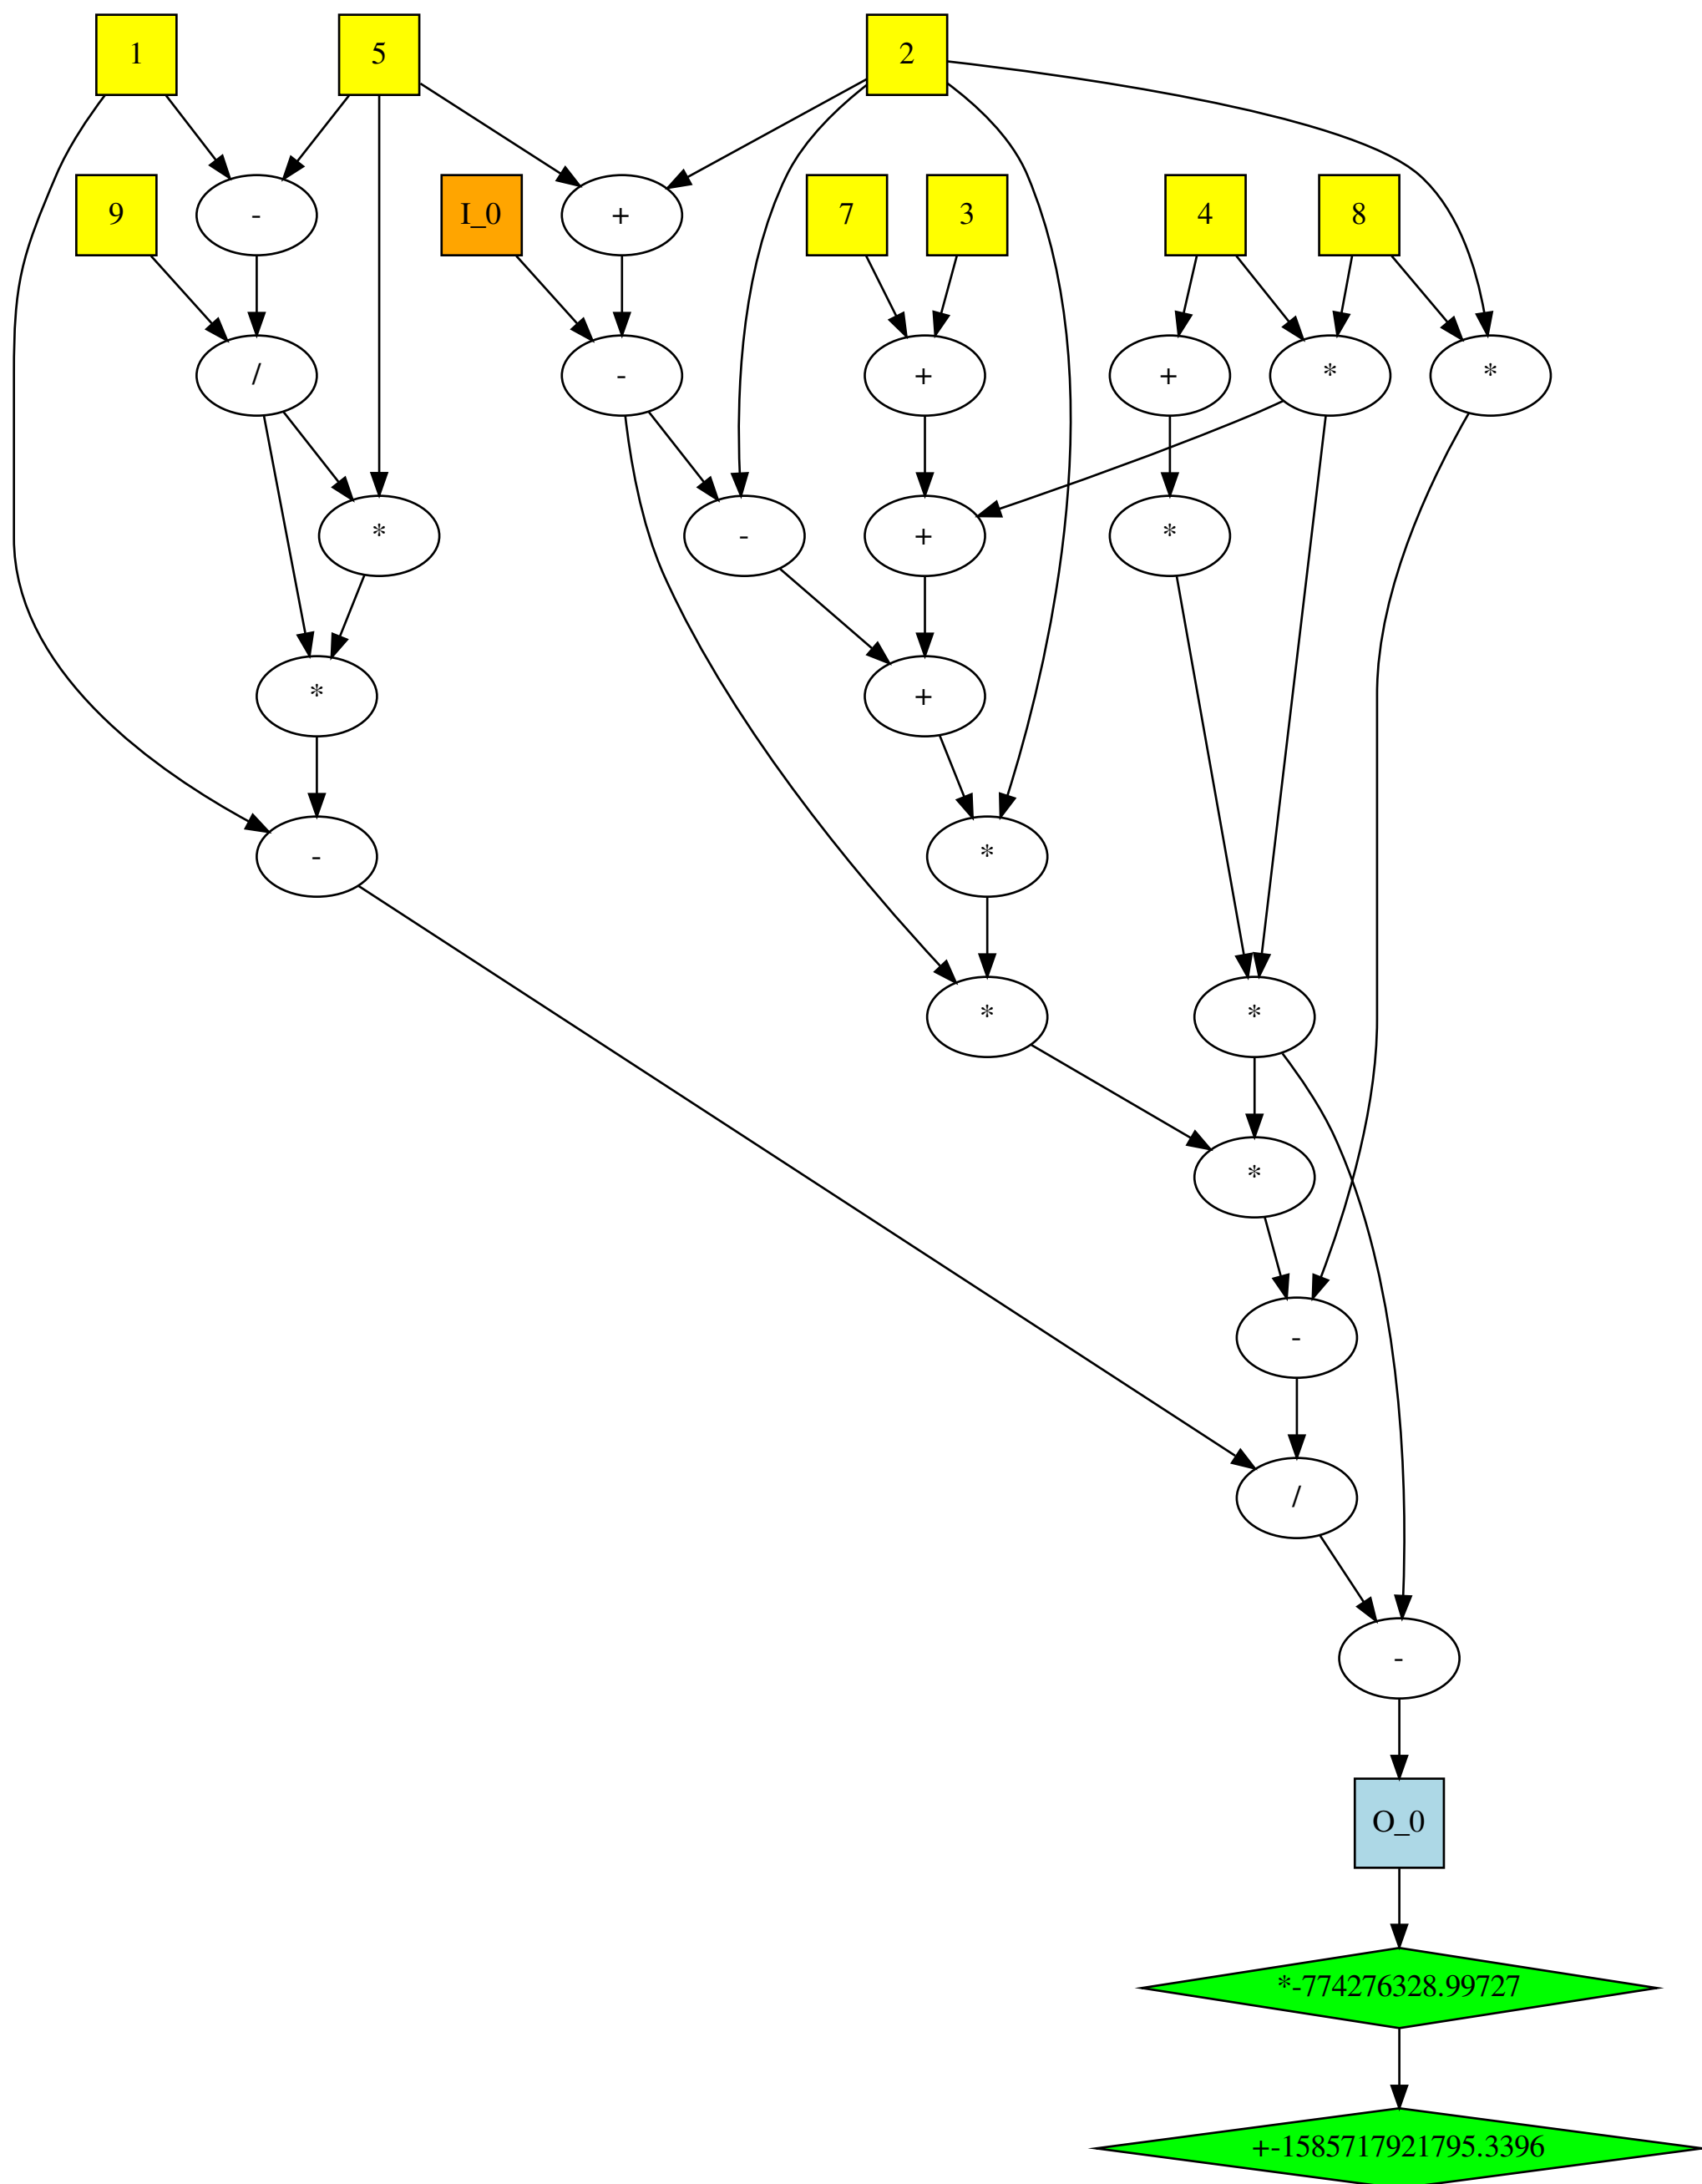 1 5 2
9 - I_0 + 7 3 4 8
/ - + + * *
* - + *
* +
- *
* *
*
-
/
-
O_0
*-774276328.99727
+-1585717921795.3396